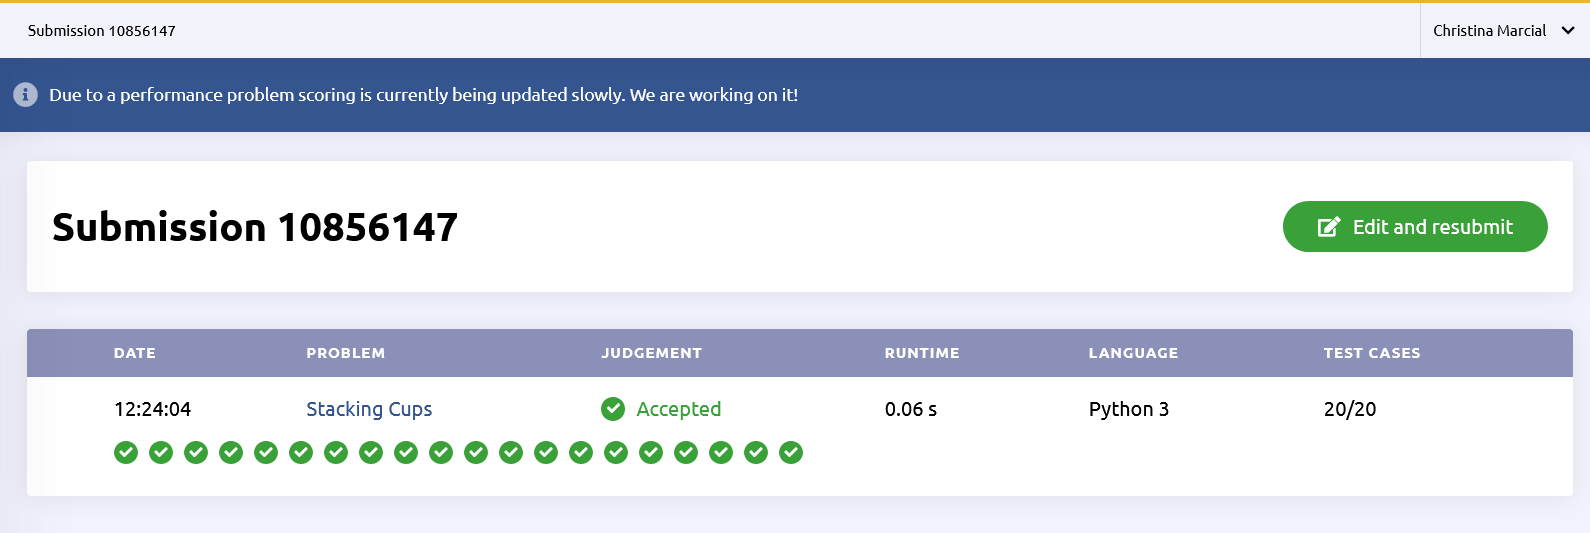 Submission 10856147
Christina Marcial
Due to a performance problem scoring is currently being updated slowly. We are working on it!
Submission 10856147
Edit and resubmit
DATE PROBLEM JUDGEMENT RUNTIME LANGUAGE TEST CASES
12:24:04 Stacking Cups Accepted 0.06 s Python 3 20/20